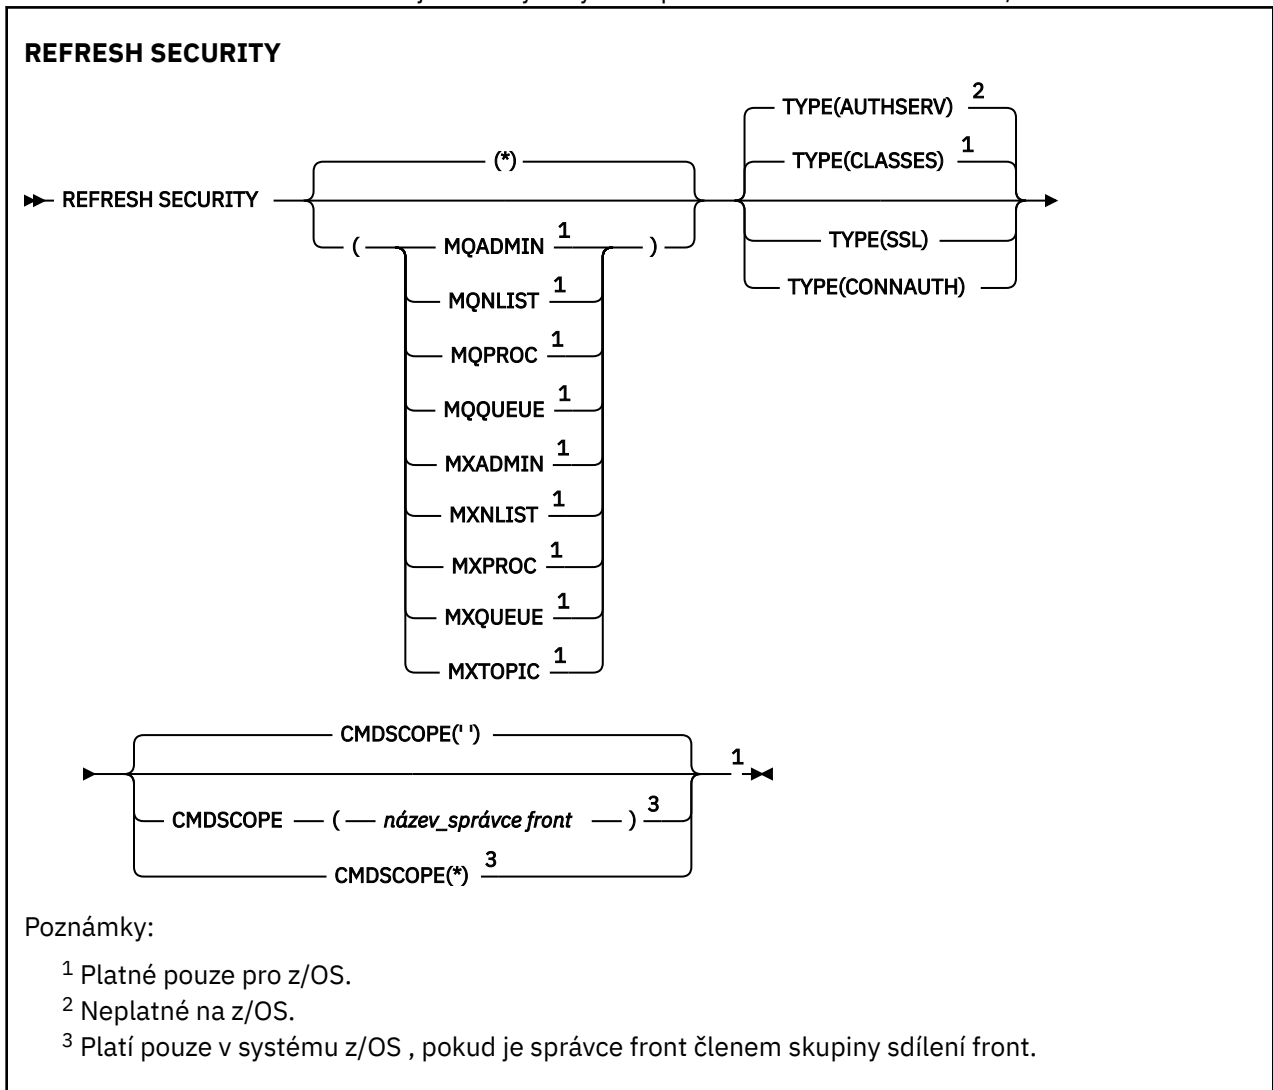 REFRESH SECURITY
TYPE(AUTHSERV) 2
(*)
TYPE(CLASSES) 1
REFRESH SECURITY
( MQADMIN 1 )
TYPE(SSL)
MQNLIST 1
TYPE(CONNAUTH)
MQPROC 1
MQQUEUE 1
MXADMIN 1
MXNLIST 1
MXPROC 1
MXQUEUE 1
MXTOPIC 1
CMDSCOPE(' ')
1
CMDSCOPE ( název_správce front ) 3
CMDSCOPE(*) 3
Poznámky:
1 Platné pouze pro z/OS.
2 Neplatné na z/OS.
3 Platí pouze v systému z/OS , pokud je správce front členem skupiny sdílení front.